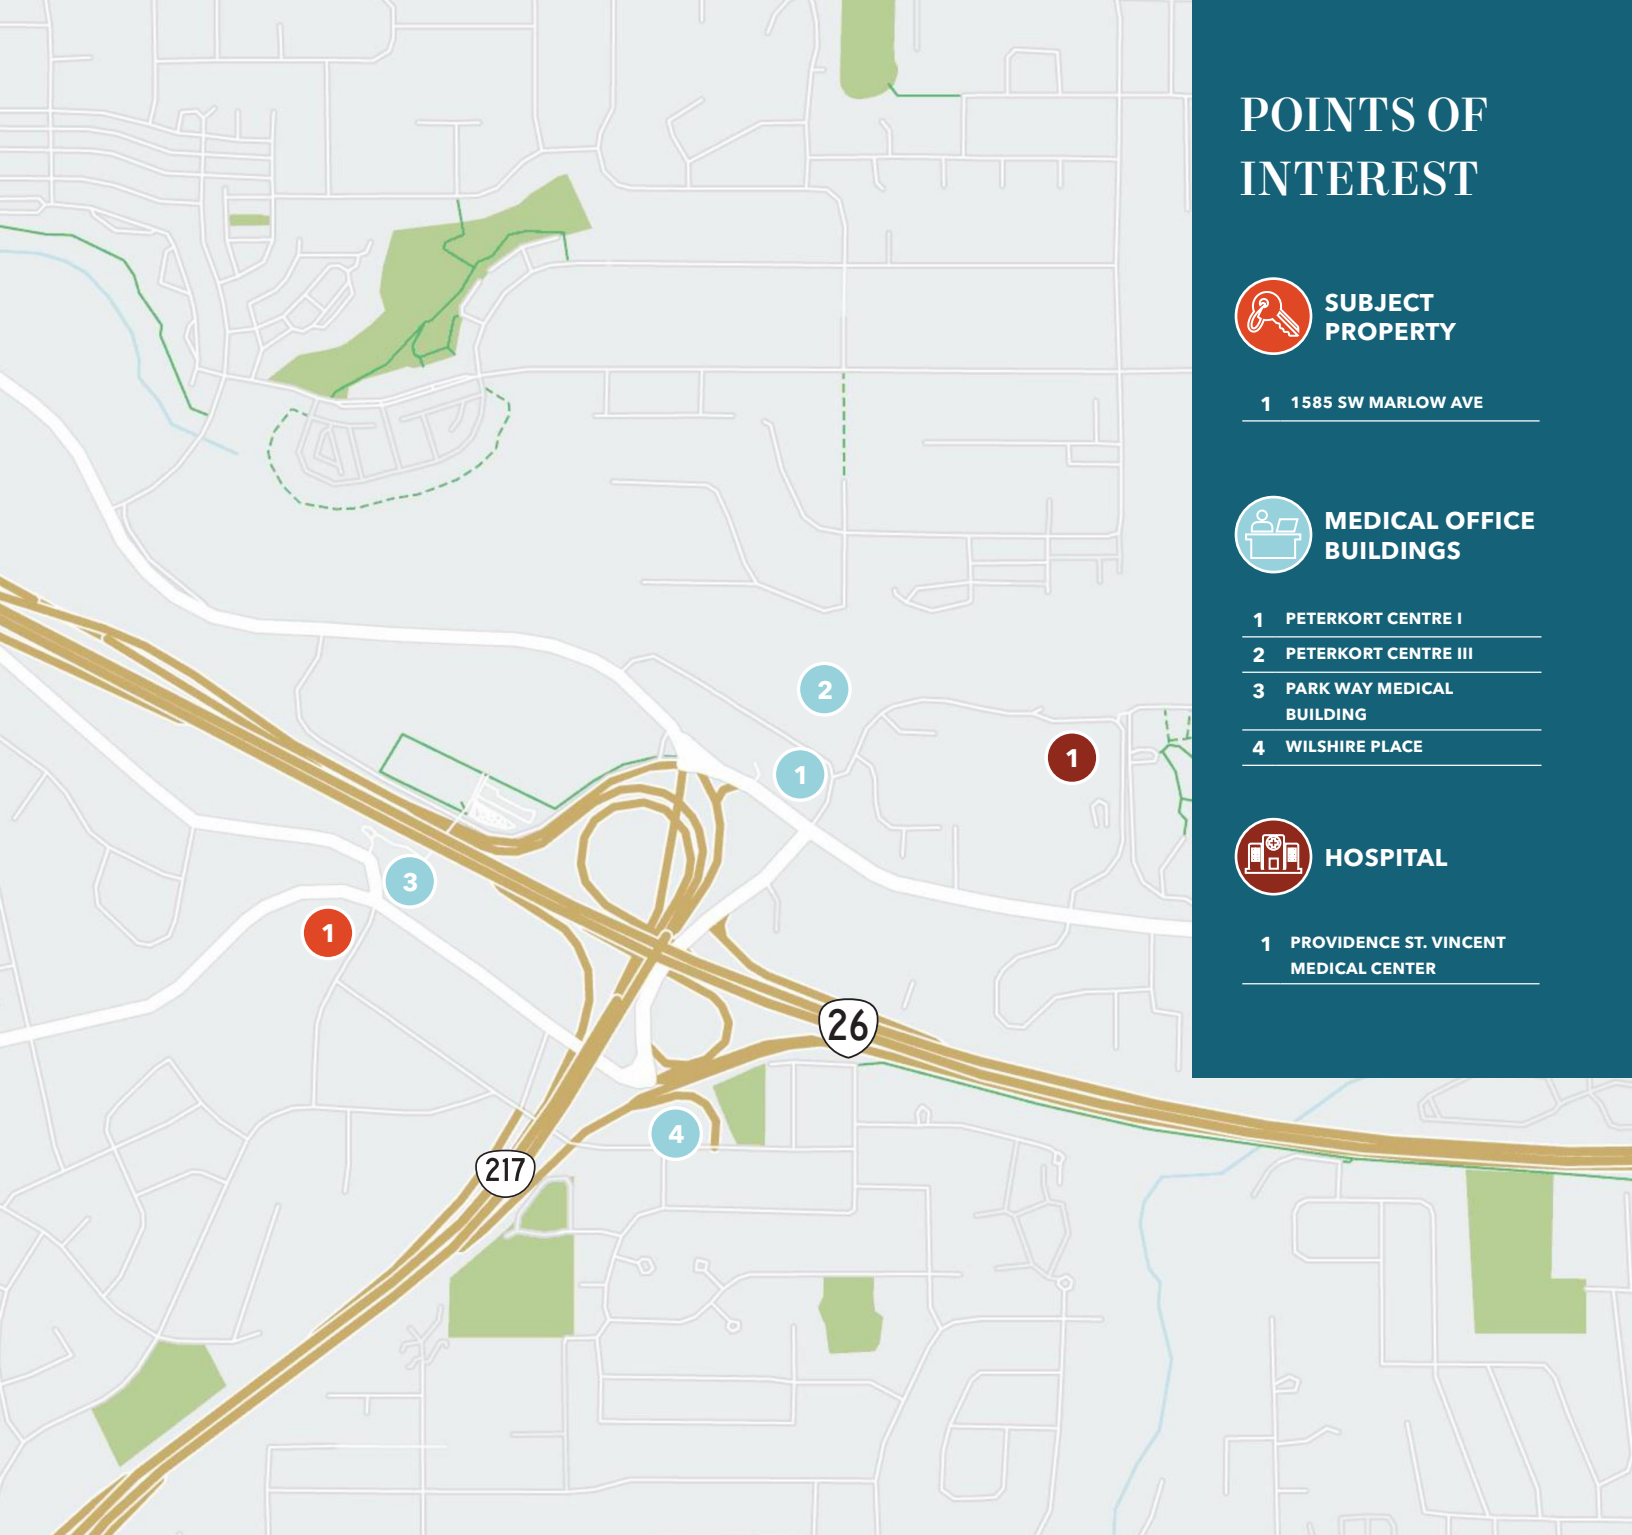 POINTS OF
INTEREST
SUBJECT
PROPERTY
1 1585 SW MARLOW AVE
MEDICAL OFFICE
BUILDINGS
1 PETERKORT CENTRE I
2 PETERKORT CENTRE III
3 PARK WAY MEDICAL
BUILDING
4 WILSHIRE PLACE
HOSPITAL
1 PROVIDENCE ST. VINCENT
MEDICAL CENTER
2
1
1
3
1
26
4
217